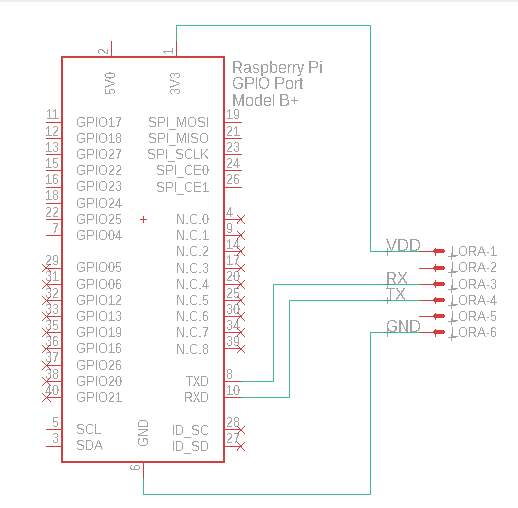 2
1
5V0
3V3
Raspberry Pi
GPIO Port
Model B+
11 GPIO17 SPI_MOSI 19
12 GPIO18 SPI_MISO 21
13 GPIO27 SPI_SCLK 23
15 GPIO22 SPI_CE0 24
16 GPIO23 SPI_CE1 26
18 GPIO24
22 GPIO25 N.C.0 4
7 GPIO04 N.C.1 9
N.C.2 14
29 GPIO05 N.C.3 17
31 GPIO06 N.C.4 20
32 GPIO12 N.C.5 25
33 GPIO13 N.C.6 30
35 GPIO19 N.C.7 34
36 GPIO16 N.C.8 39
37 GPIO26
38 GPIO20 TXD 8
40 GPIO21 RXD 10
5 SCL ID_SC 28
3 SDA ID_SD 27
GND
6
VDD LORA-1
LORA-2
RX LORA-3
TX LORA-4
LORA-5
GND LORA-6